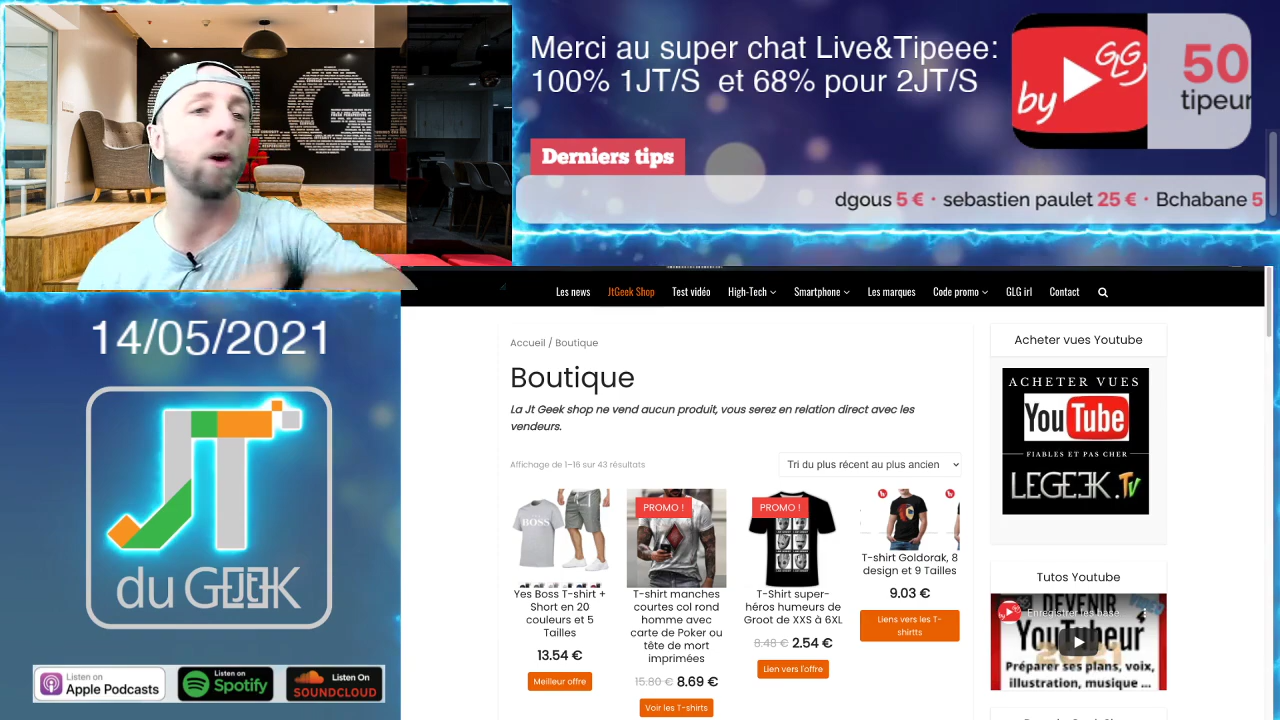 Merci au super chat Live&Tipeee:
100% 1JT/S et 68% pour 2JT/S
by GLG
50
tipeur
Derniers tips
dgous 5 € · sebastien paulet 25 € · Bchabane 5
14/05/2021
JT
du GEEK
Listen on
Apple Podcasts
Listen on
Spotify
Listen On
SOUNDCLOUD
Les news JtGeek Shop Test vidéo High-Tech Smartphone Les marques Code promo GLG irl Contact
Accueil / Boutique
Boutique
La Jt Geek shop ne vend aucun produit, vous serez en relation direct avec les
vendeurs.
Affichage de 1–16 sur 43 résultats
Tri du plus récent au plus ancien
BOSS
Yes Boss T-shirt +
Short en 20
couleurs et 5
Tailles
13.54 €
Meilleur offre
PROMO !
T-shirt manches
courtes col rond
homme avec
carte de Poker ou
tête de mort
imprimées
15.80 € 8.69 €
Voir les T-shirts
PROMO !
T-Shirt super-
héros humeurs de
Groot de XXS à 6XL
8.48 € 2.54 €
Lien vers l'offre
T-shirt Goldorak, 8
design et 9 Tailles
9.03 €
Liens vers les T-
shirtts
Acheter vues Youtube
ACHETER VUES
YouTube
FIABLES ET PAS CHER
LEGEEK.Tv
Tutos Youtube
Enregistrer les base
DEVENIR
YouTubeur
Préparer ses plans, voix,
illustration, musique ...